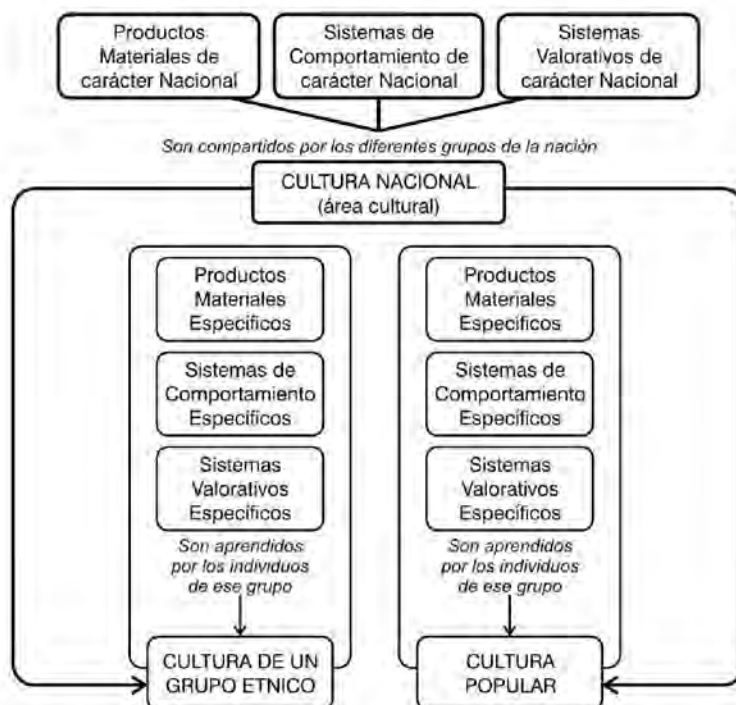 Productos
Materiales de
carácter Nacional
Sistemas de
Comportamiento de
carácter Nacional
Sistemas
Valorativos de
carácter Nacional
Son compartidos por los diferentes grupos de la nación
CULTURA NACIONAL
(área cultural)
Productos
Materiales
Específicos
Sistemas de
Comportamiento
Específicos
Sistemas
Valorativos
Específicos
Son aprendidos
por los individuos
de ese grupo
CULTURA DE UN
GRUPO ETNICO
Productos
Materiales
Específicos
Sistemas de
Comportamiento
Específicos
Sistemas
Valorativos
Específicos
Son aprendidos
por los individuos
de ese grupo
CULTURA
POPULAR